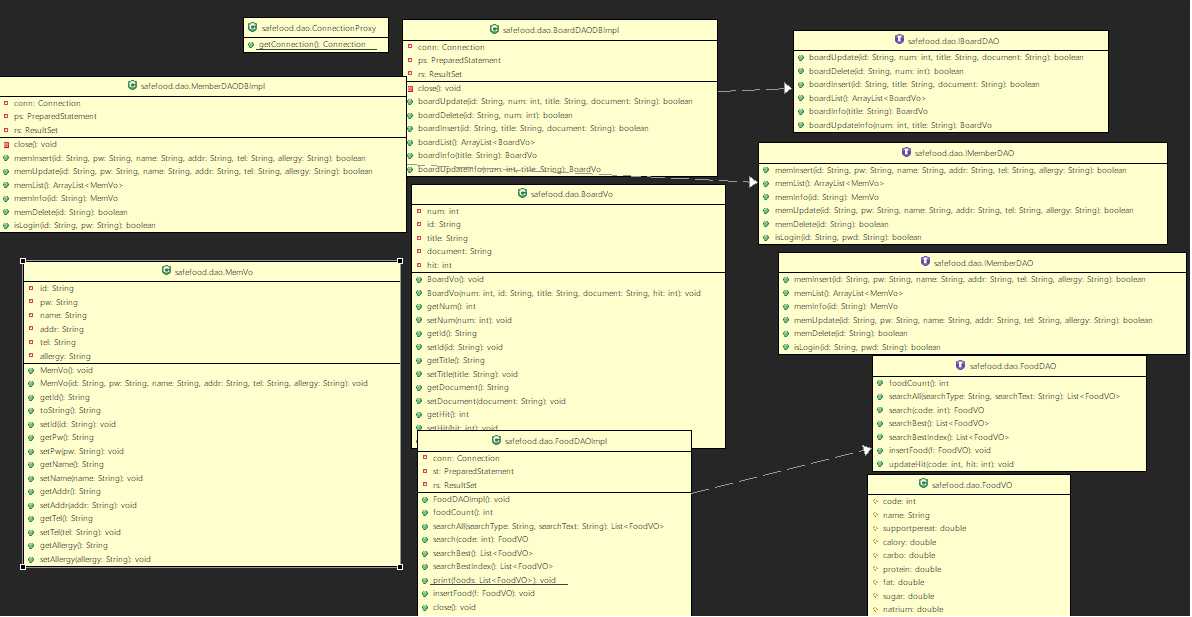 safefood.dao.ConnectionProxy
getConnection(): Connection
safefood.dao.BoardDAODBImpl
conn: Connection
ps: PreparedStatement
rs: ResultSet
close(): void
boardUpdate(id: String, num: int, title: String, document: String): boolean
boardDelete(id: String, num: int): boolean
boardInsert(id: String, title: String, document: String): boolean
boardList(): ArrayList<BoardVo>
boardInfo(title: String): BoardVo
boardUpdateInfo(num: int, title: String): BoardVo
safefood.dao.IBoardDAO
boardUpdate(id: String, num: int, title: String, document: String): boolean
boardDelete(id: String, num: int): boolean
boardInsert(id: String, title: String, document: String): boolean
boardList(): ArrayList<BoardVo>
boardInfo(title: String): BoardVo
boardUpdateInfo(num: int, title: String): BoardVo
safefood.dao.MemberDAODBImpl
conn: Connection
ps: PreparedStatement
rs: ResultSet
close(): void
memInsert(id: String, pw: String, name: String, addr: String, tel: String, allergy: String): boolean
memUpdate(id: String, pw: String, name: String, addr: String, tel: String, allergy: String): boolean
memList(): ArrayList<MemVo>
memInfo(id: String): MemVo
memDelete(id: String): boolean
isLogin(id: String, pw: String): boolean
safefood.dao.IMemberDAO
memInsert(id: String, pw: String, name: String, addr: String, tel: String, allergy: String): boolean
memList(): ArrayList<MemVo>
memInfo(id: String): MemVo
memUpdate(id: String, pw: String, name: String, addr: String, tel: String, allergy: String): boolean
memDelete(id: String): boolean
isLogin(id: String, pwd: String): boolean
safefood.dao.BoardVo
num: int
id: String
title: String
document: String
hit: int
BoardVo(): void
BoardVo(num: int, id: String, title: String, document: String, hit: int): void
getNum(): int
setNum(num: int): void
getId(): String
setId(id: String): void
getTitle(): String
setTitle(title: String): void
getDocument(): String
setDocument(document: String): void
getHit(): int
setHit(hit: int): void
safefood.dao.IMemberDAO
memInsert(id: String, pw: String, name: String, addr: String, tel: String, allergy: String): boolean
memList(): ArrayList<MemVo>
memInfo(id: String): MemVo
memUpdate(id: String, pw: String, name: String, addr: String, tel: String, allergy: String): boolean
memDelete(id: String): boolean
isLogin(id: String, pwd: String): boolean
safefood.dao.MemVo
id: String
pw: String
name: String
addr: String
tel: String
allergy: String
MemVo(): void
MemVo(id: String, pw: String, name: String, addr: String, tel: String, allergy: String): void
getId(): String
toString(): String
setId(id: String): void
getPw(): String
setPw(pw: String): void
getName(): String
setName(name: String): void
getAddr(): String
setAddr(addr: String): void
getTel(): String
setTel(tel: String): void
getAllergy(): String
setAllergy(allergy: String): void
safefood.dao.FoodDAO
foodCount(): int
searchAll(searchType: String, searchText: String): List<FoodVO>
search(code: int): FoodVO
searchBest(): List<FoodVO>
searchBestIndex(): List<FoodVO>
insertFood(f: FoodVO): void
updateHit(code: int, hit: int): void
safefood.dao.FoodDAOImpl
conn: Connection
st: PreparedStatement
rs: ResultSet
FoodDAOImpl(): void
foodCount(): int
searchAll(searchType: String, searchText: String): List<FoodVO>
search(code: int): FoodVO
searchBest(): List<FoodVO>
searchBestIndex(): List<FoodVO>
print(foods: List<FoodVO>): void
insertFood(f: FoodVO): void
close(): void
safefood.dao.FoodVO
code: int
name: String
supportpereat: double
calory: double
carbo: double
protein: double
fat: double
sugar: double
natrium: double